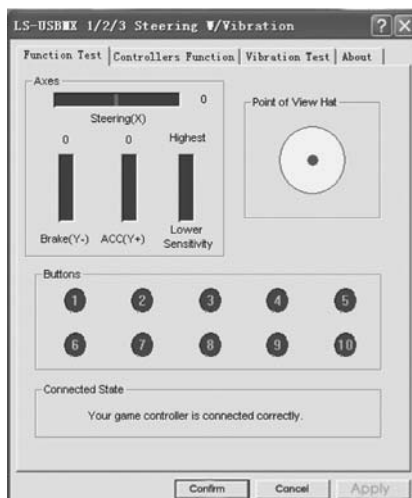 LS-USBMX 1/2/3 Steering W/Vibration
Function Test Controllers Function Vibration Test About
Axes
0
Steering(X)
0 0 Highest
Brake(Y-) ACC(Y+) Lower Sensitivity
Point of View Hat
Buttons
1 2 3 4 5
6 7 8 9 10
Connected State
Your game controller is connected correctly.
Confirm Cancel Apply